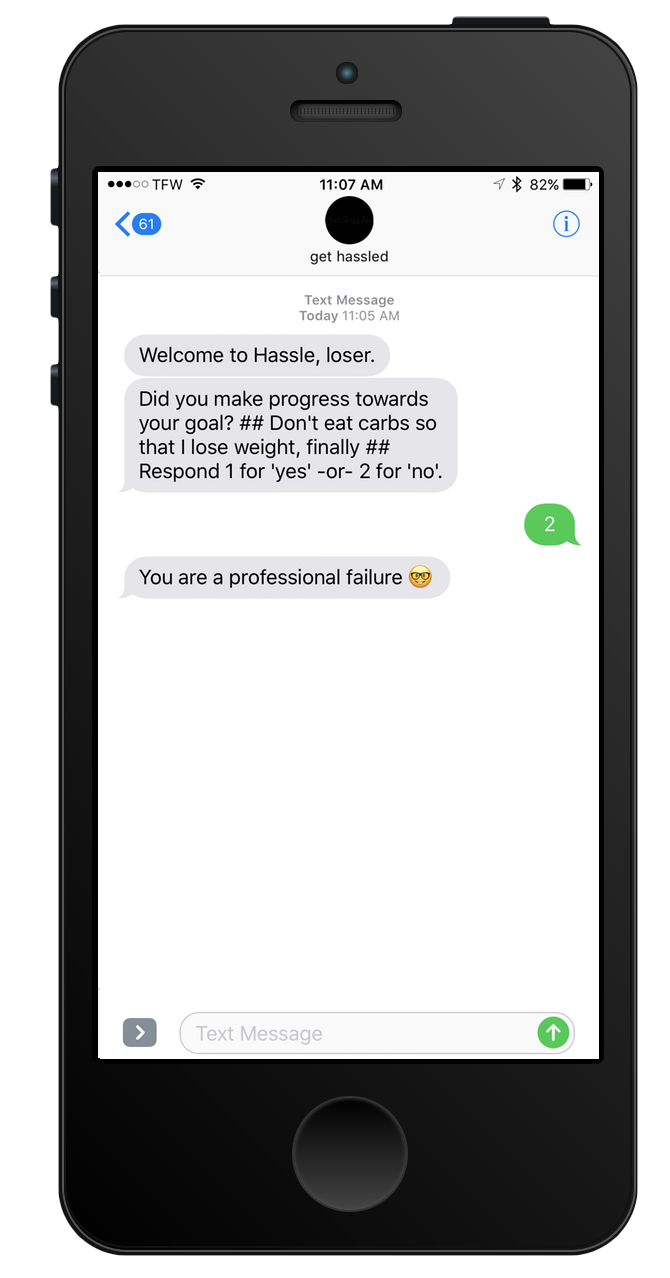 TFW 11:07 AM 82%
61
get hassled
Text Message
Today 11:05 AM
Welcome to Hassle, loser.
Did you make progress towards
your goal? ## Don't eat carbs so
that I lose weight, finally ##
Respond 1 for 'yes' -or- 2 for 'no'.
2
You are a professional failure 🤓
Text Message